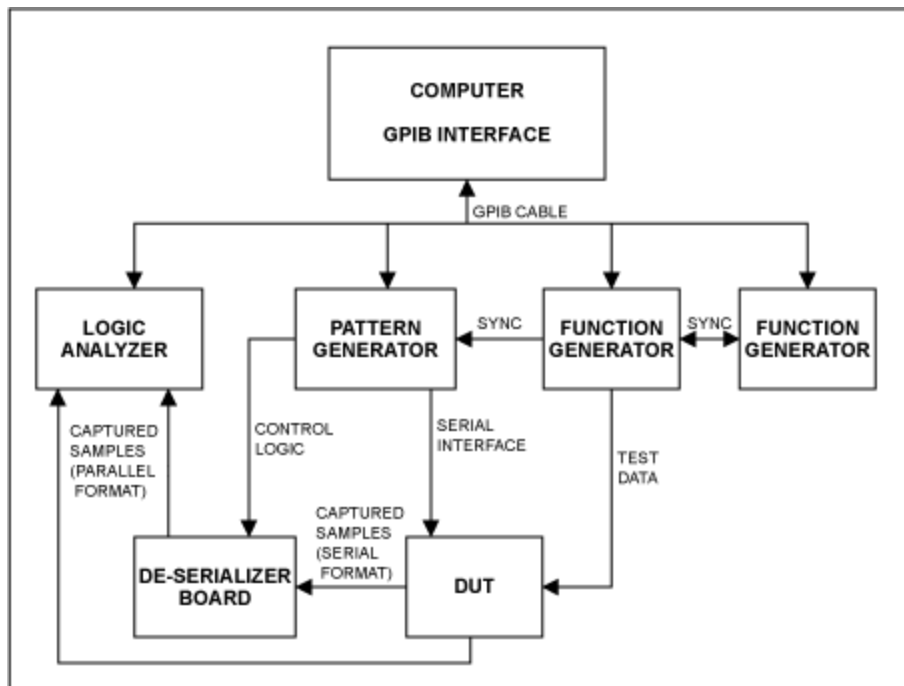 COMPUTER
GPIB INTERFACE
GPIB CABLE
LOGIC
ANALYZER
PATTERN
GENERATOR
SYNC
FUNCTION
GENERATOR
SYNC
FUNCTION
GENERATOR
CAPTURED
SAMPLES
(PARALLEL
FORMAT)
CONTROL
LOGIC
SERIAL
INTERFACE
TEST
DATA
CAPTURED
SAMPLES
(SERIAL
FORMAT)
DE-SERIALIZER
BOARD
DUT